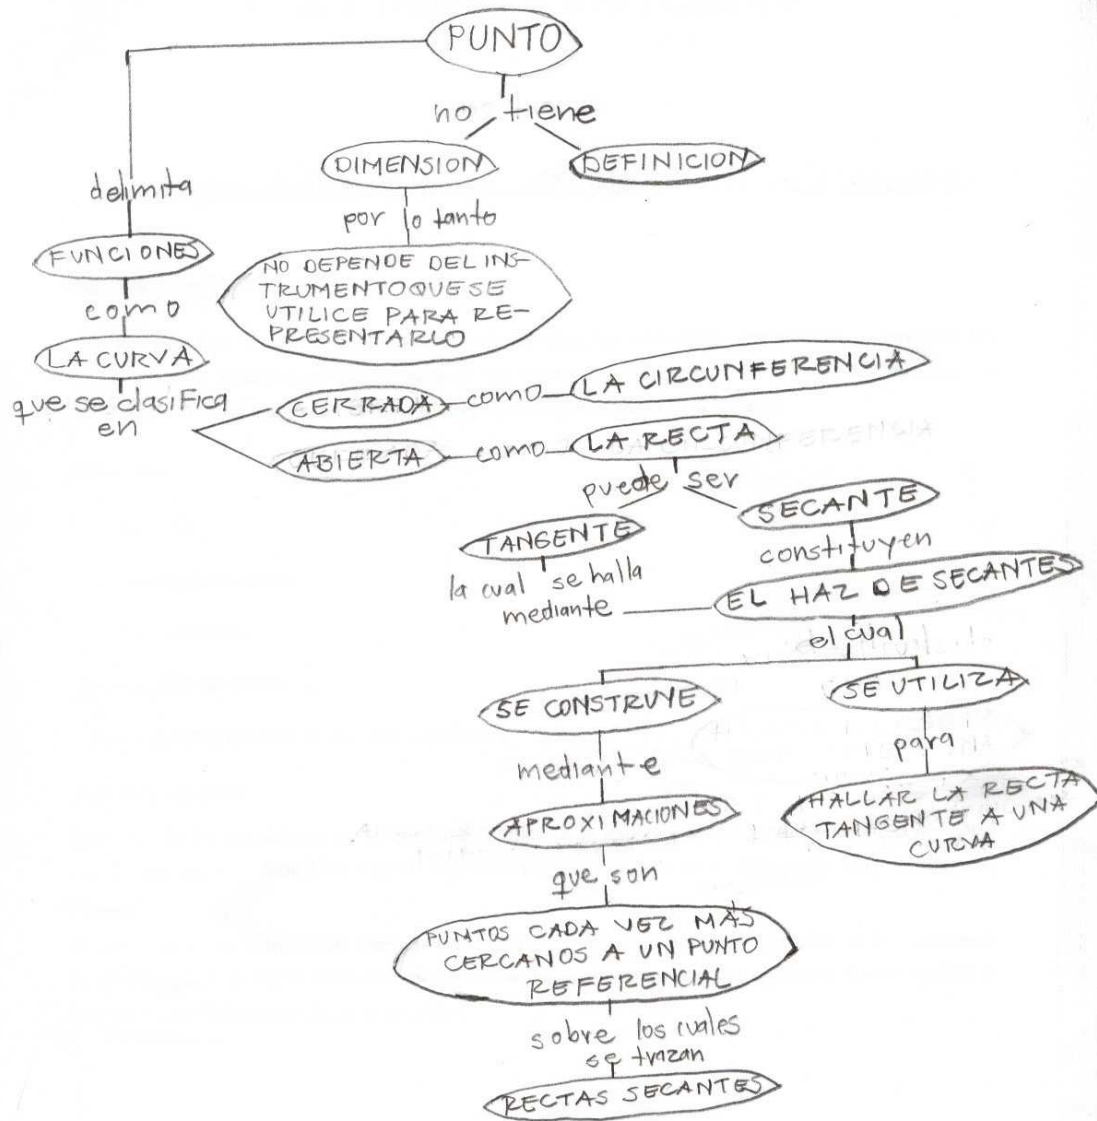 PUNTO
no tiene
DIMENSION
DEFINICION
delimita
por lo tanto
FUNCIONES
NO DEPENDE DEL INS-
TRUMENTO QUE SE
UTILICE PARA RE-
PRESENTARLO
como
LA CURVA
que se clasifica
en
CERRADA
como
LA CIRCUNFERENCIA
ABIERTA
como
LA RECTA
puede ser
TANGENTE
SECANTE
la cual se halla
mediante
constituyen
EL HAZ DE SECANTES
el cual
SE CONSTRUYE
SE UTILIZA
mediante
para
APROXIMACIONES
HALLAR LA RECTA
TANGENTE A UNA
CURVA
que son
PUNTOS CADA VEZ MÁS
CERCANOS A UN PUNTO
REFERENCIAL
sobre los cuales
se trazan
RECTAS SECANTES